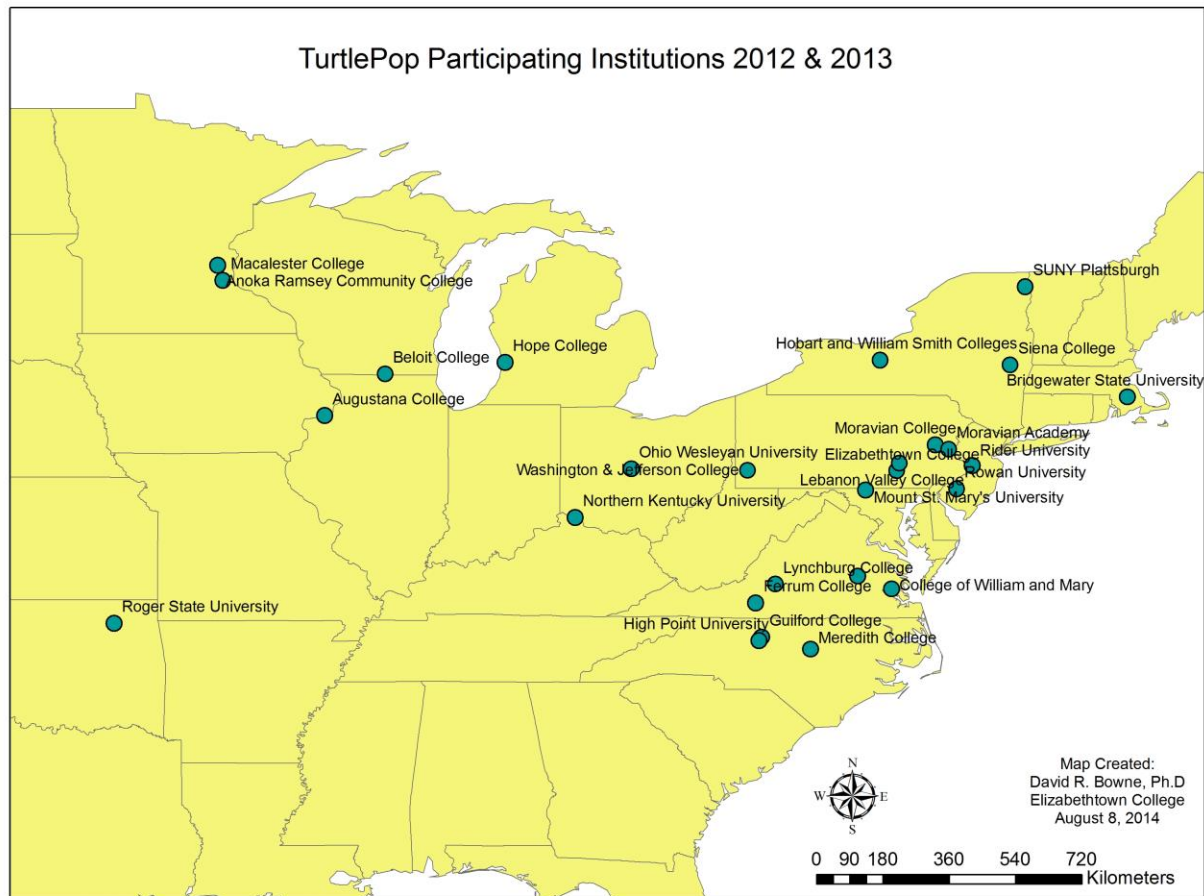 TurtlePop Participating Institutions 2012 & 2013
Macalester College
Anoka Ramsey Community College
SUNY Plattsburgh
Hobart and William Smith Colleges
Siena College
Beloit College
Hope College
Bridgewater State University
Augustana College
Moravian College
Moravian Academy
Ohio Wesleyan University
Elizabethtown College
Rider University
Washington & Jefferson College
Rowan University
Lebanon Valley College
Mount St. Mary's University
Northern Kentucky University
Lynchburg College
Ferrum College
College of William and Mary
Roger State University
High Point University
Guilford College
Meredith College
N
W
E
S
Map Created:
David R. Bowne, Ph.D
Elizabethtown College
August 8, 2014
0 90 180 360 540 720
Kilometers